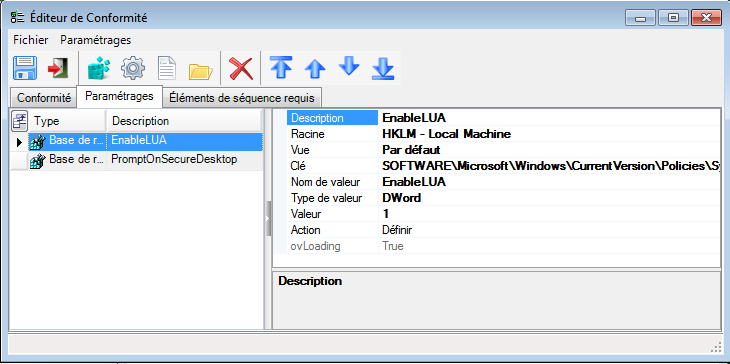 Éditeur de Conformité
Fichier Paramétrages
Conformité Paramétrages Éléments de séquence requis
Type Description
Base de r... EnableLUA
Base de r... PromptOnSecureDesktop
Description EnableLUA
Racine HKLM - Local Machine
Vue Par défaut
Clé SOFTWARE\Microsoft\Windows\CurrentVersion\Policies\Sy
Nom de valeur EnableLUA
Type de valeur DWord
Valeur 1
Action Définir
ovLoading True
Description